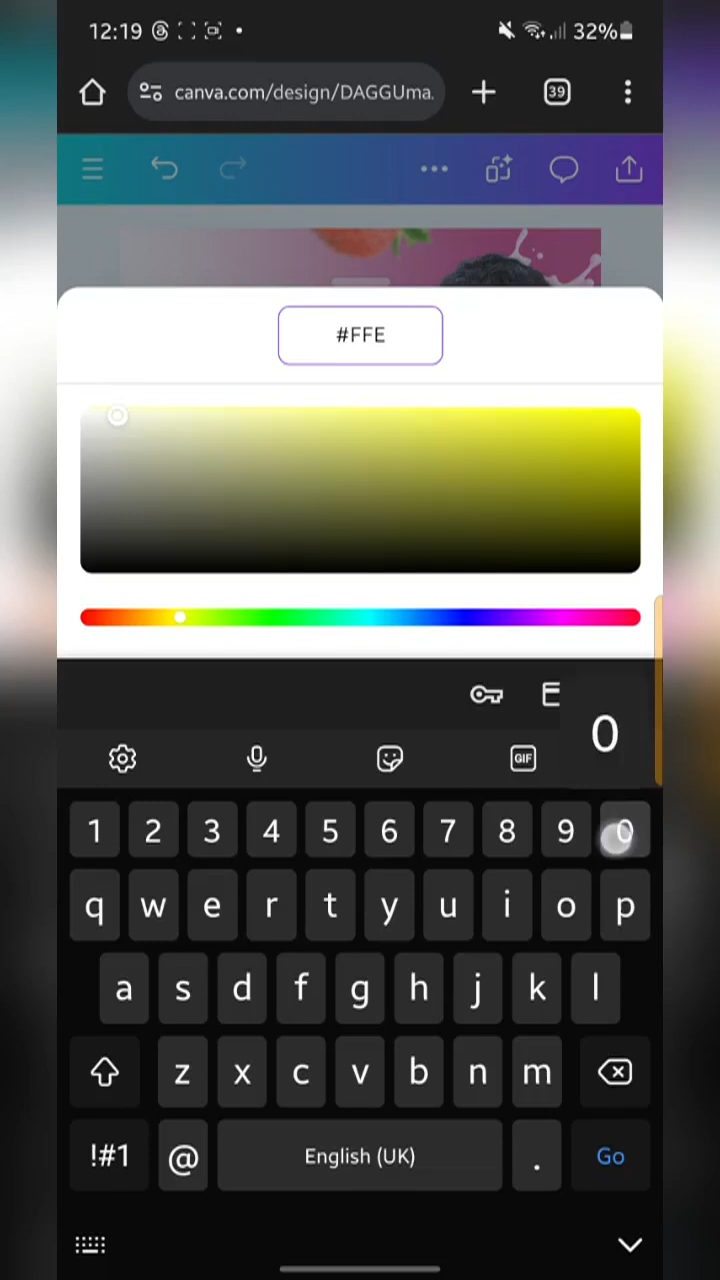 12:19 32%
canva.com/design/DAGGUma. 39
#FFE
0
GIF
1 2 3 4 5 6 7 8 9 0
q w e r t y u i o p
a s d f g h j k l
z x c v b n m
!#1 @ English (UK) . Go